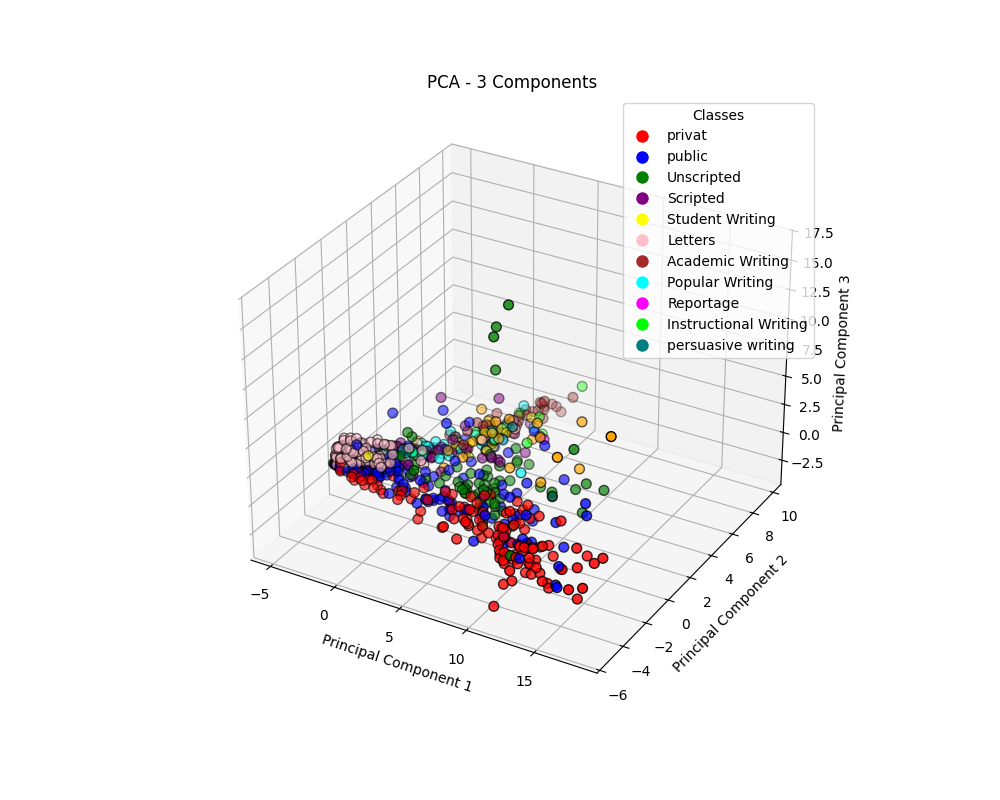 PCA - 3 Components
Classes
privat
public
Unscripted
Scripted
Student Writing
Letters
Academic Writing
Popular Writing
Reportage
Instructional Writing
persuasive writing
17.5
15.0
12.5
10.0
7.5
5.0
2.5
0.0
−2.5
Principal Component 3
10
8
6
4
2
0
−2
−4
−6
Principal Component 2
−5
0
5
10
15
Principal Component 1